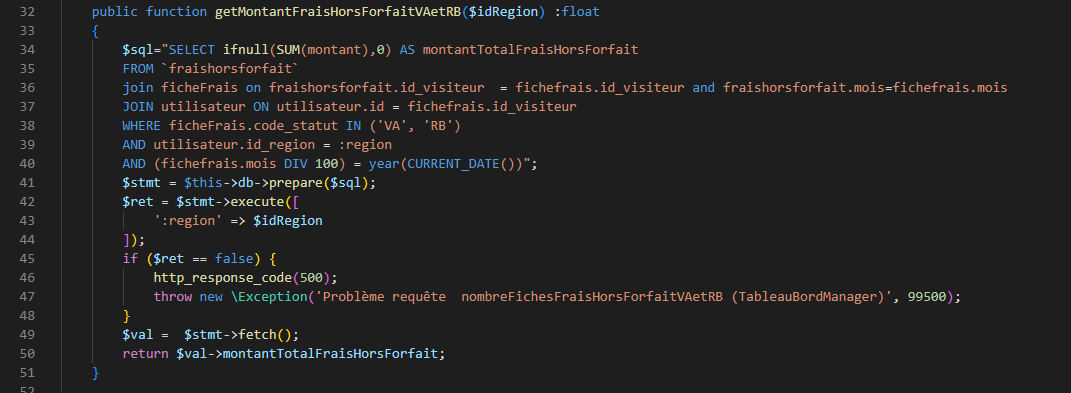 32 public function getMontantFraisHorsForfaitVAetRB($idRegion) :float
33 {
34 $sql="SELECT ifnull(SUM(montant),0) AS montantTotalFraisHorsForfait
35 FROM `fraishorsforfait`
36 join ficheFrais on fraishorsforfait.id_visiteur  = fichefrais.id_visiteur and fraishorsforfait.mois=fichefrais.mois
37 JOIN utilisateur ON utilisateur.id = fichefrais.id_visiteur
38 WHERE ficheFrais.code_statut IN ('VA', 'RB')
39 AND utilisateur.id_region = :region
40 AND (fichefrais.mois DIV 100) = year(CURRENT_DATE())";
41 $stmt = $this->db->prepare($sql);
42 $ret = $stmt->execute([
43 ':region' => $idRegion
44 ]);
45 if ($ret == false) {
46 http_response_code(500);
47 throw new \Exception('Problème requête  nombreFichesFraisHorsForfaitVAetRB (TableauBordManager)', 99500);
48 }
49 $val =  $stmt->fetch();
50 return $val->montantTotalFraisHorsForfait;
51 }
52